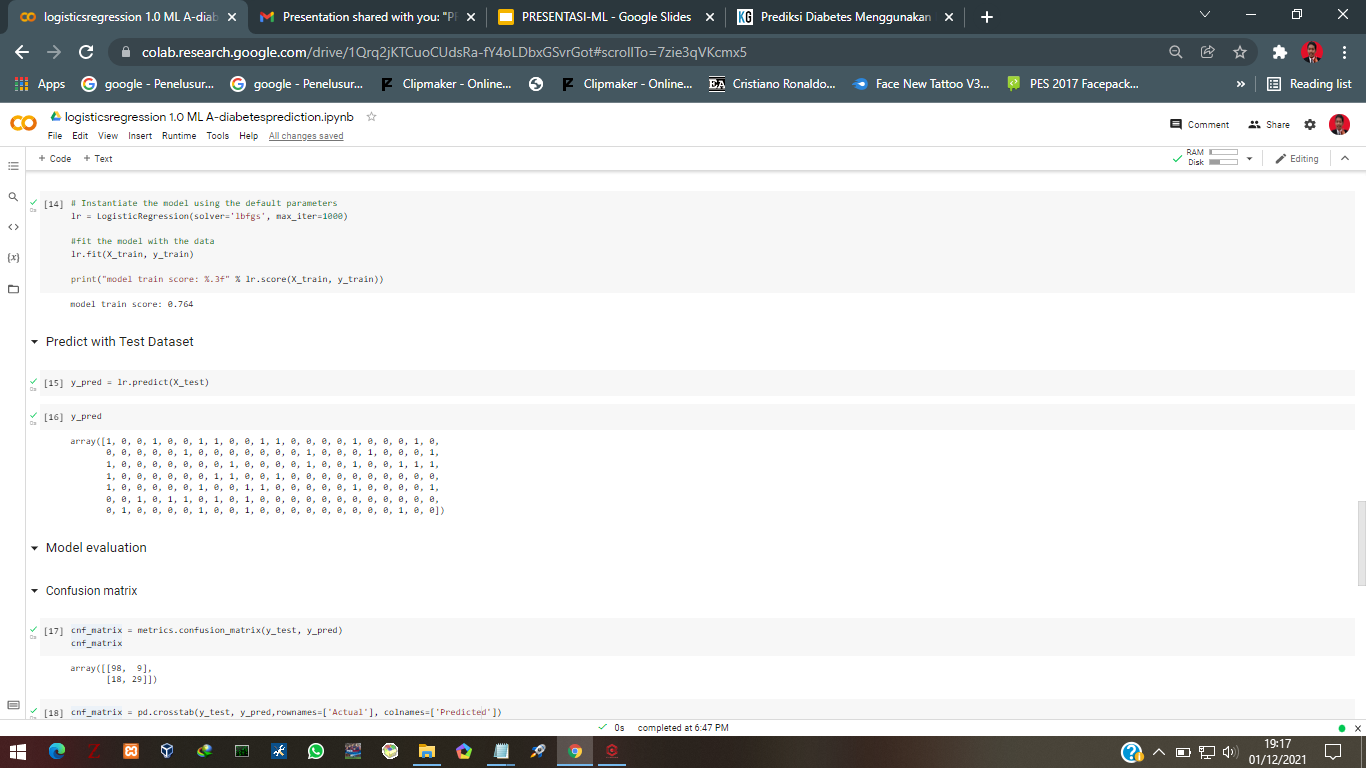 logisticsregression 1.0 ML A-diab
Presentation shared with you: "PR
PRESENTASI-ML - Google Slides
Prediksi Diabetes Menggunakan
colab.research.google.com/drive/1Qrq2jKTCuoCUdsRa-fY4oLDbxGSvrGot#scrollTo=7zie3qVKcmx5
Apps
google - Penelusur...
google - Penelusur...
Clipmaker - Online...
Clipmaker - Online...
EA
Cristiano Ronaldo...
Face New Tattoo V3...
PES 2017 Facepack...
»
Reading list
logisticsregression 1.0 ML A-diabetesprediction.ipynb
File Edit View Insert Runtime Tools Help All changes saved
Comment
Share
+ Code + Text
RAM
Disk
Editing
[14] # Instantiate the model using the default parameters
lr = LogisticRegression(solver='lbfgs', max_iter=1000)
#fit the model with the data
lr.fit(X_train, y_train)
print("model train score: %.3f" % lr.score(X_train, y_train))
model train score: 0.764
Predict with Test Dataset
[15] y_pred = lr.predict(X_test)
[16] y_pred
array([1, 0, 0, 1, 0, 0, 1, 1, 0, 0, 1, 1, 0, 0, 0, 0, 1, 0, 0, 0, 1, 0,
0, 0, 0, 0, 0, 1, 0, 0, 0, 0, 0, 0, 0, 1, 0, 0, 0, 1, 0, 0, 0, 1,
1, 0, 0, 0, 0, 0, 0, 0, 1, 0, 0, 0, 0, 1, 0, 0, 1, 0, 0, 1, 1, 1,
1, 0, 0, 0, 0, 0, 0, 1, 1, 0, 0, 1, 0, 0, 0, 0, 0, 0, 0, 0, 0, 0,
1, 0, 0, 0, 0, 0, 1, 0, 0, 1, 1, 0, 0, 0, 0, 0, 1, 0, 0, 0, 0, 1,
0, 0, 1, 0, 1, 1, 0, 1, 0, 1, 0, 0, 0, 0, 0, 0, 0, 0, 0, 0, 0, 0,
0, 1, 0, 0, 0, 0, 1, 0, 0, 1, 0, 0, 0, 0, 0, 0, 0, 0, 0, 1, 0, 0])
Model evaluation
Confusion matrix
[17] cnf_matrix = metrics.confusion_matrix(y_test, y_pred)
cnf_matrix
array([[98, 9],
[18, 29]])
[18] cnf_matrix = pd.crosstab(y_test, y_pred,rownames=['Actual'], colnames=['Predicted'])
0s completed at 6:47 PM
19:17
01/12/2021